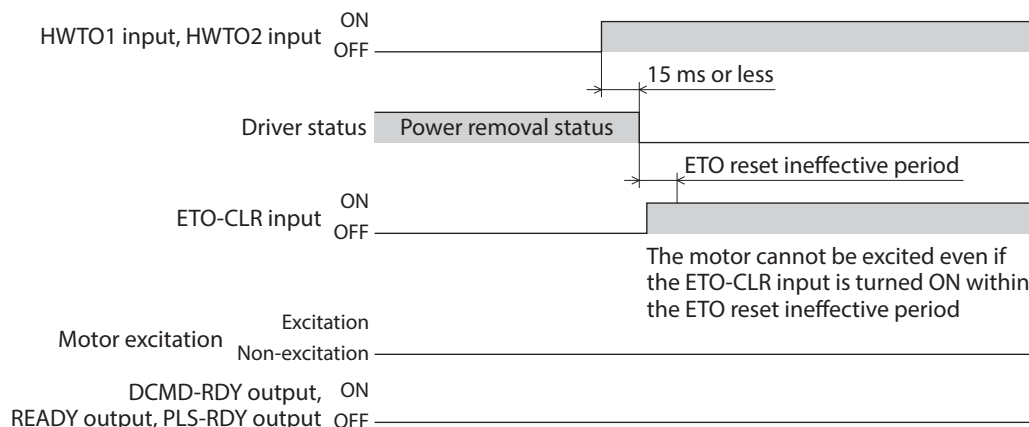 HWTO1 input, HWTO2 input
ON
OFF
15 ms or less
Driver status
Power removal status
ETO reset ineffective period
ETO-CLR input
ON
OFF
The motor cannot be excited even if
the ETO-CLR input is turned ON within
the ETO reset ineffective period
Motor excitation
Excitation
Non-excitation
DCMD-RDY output,
READY output, PLS-RDY output
ON
OFF